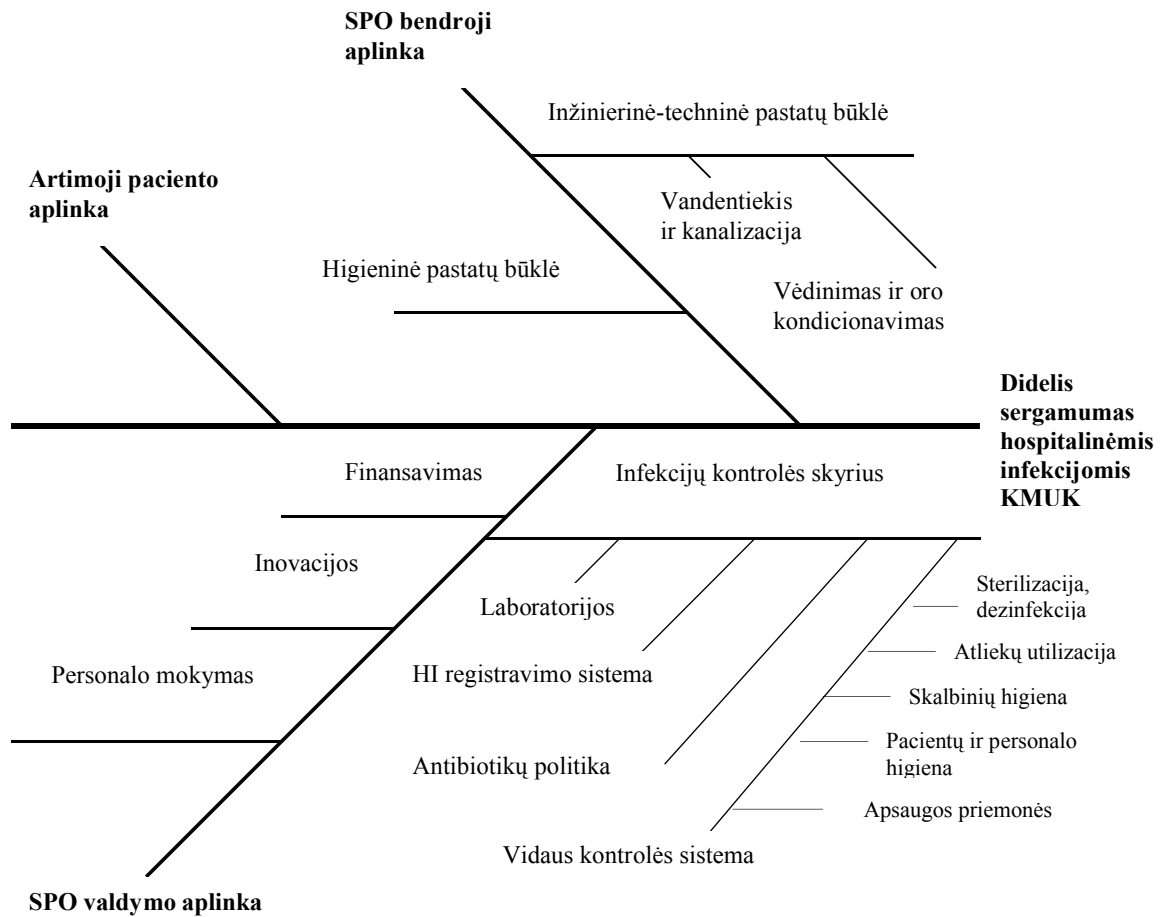 SPO bendroji
aplinka
Inžinierinė-techninė pastatų būklė
Artimoji paciento
aplinka
Vandentiekis
ir kanalizacija
Higieninė pastatų būklė
Vėdinimas ir oro
kondicionavimas
Didelis
sergamumas
hospitalinėmis
infekcijomis
KMUK
Finansavimas
Infekcijų kontrolės skyrius
Inovacijos
Laboratorijos
Sterilizacija,
dezinfekcija
Atliekų utilizacija
Personalo mokymas
HI registravimo sistema
Skalbinių higiena
Pacientų ir personalo
higiena
Antibiotikų politika
Apsaugos priemonės
Vidaus kontrolės sistema
SPO valdymo aplinka